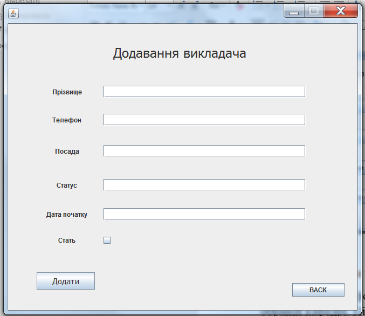 Додавання викладача
Прізвище
Телефон
Посада
Статус
Дата початку
Стать
Додати
BACK